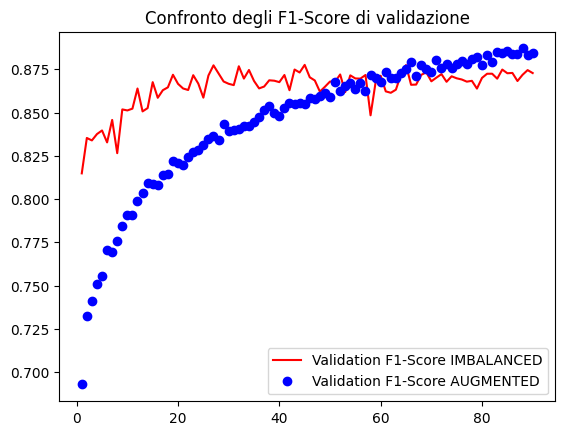 Confronto degli F1-Score di validazione
0.875
0.850
0.825
0.800
0.775
0.750
0.725
0.700
Validation F1-Score IMBALANCED
Validation F1-Score AUGMENTED
0 20 40 60 80